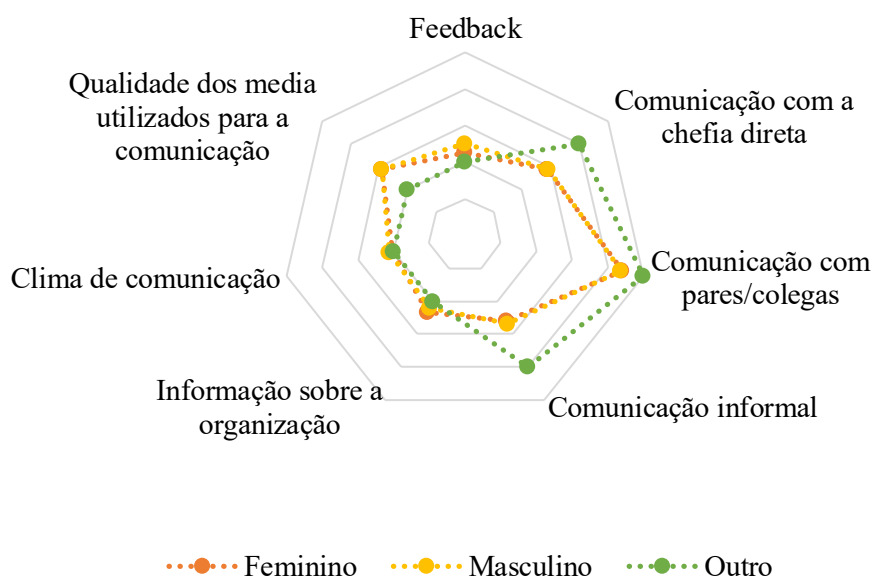 Feedback
Comunicação com a
chefia direta
Comunicação com
pares/colegas
Comunicação informal
Informação sobre a
organização
Clima de comunicação
Qualidade dos media
utilizados para a
comunicação
Feminino
Masculino
Outro